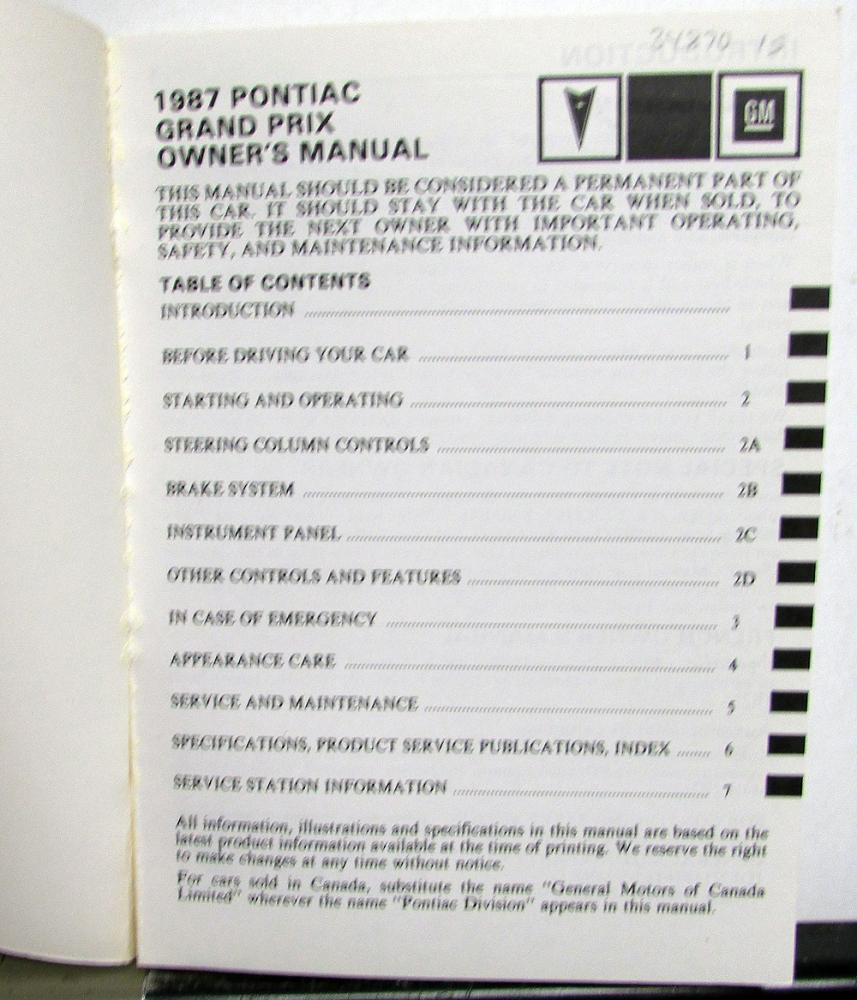 34870 12
1987 PONTIAC
GRAND PRIX
OWNER'S MANUAL
GM
THIS MANUAL SHOULD BE CONSIDERED A PERMANENT PART OF
THIS CAR. IT SHOULD STAY WITH THE CAR WHEN SOLD, TO
PROVIDE THE NEXT OWNER WITH IMPORTANT OPERATING,
SAFETY, AND MAINTENANCE INFORMATION.
TABLE OF CONTENTS
INTRODUCTION
BEFORE DRIVING YOUR CAR 1
STARTING AND OPERATING 2
STEERING COLUMN CONTROLS 2A
BRAKE SYSTEM 2B
INSTRUMENT PANEL 2C
OTHER CONTROLS AND FEATURES 2D
IN CASE OF EMERGENCY 3
APPEARANCE CARE 4
SERVICE AND MAINTENANCE 5
SPECIFICATIONS, PRODUCT SERVICE PUBLICATIONS, INDEX 6
SERVICE STATION INFORMATION 7
All information, illustrations and specifications in this manual are based on the
latest product information available at the time of printing. We reserve the right
to make changes at any time without notice.
For cars sold in Canada, substitute the name "General Motors of Canada
Limited" wherever the name "Pontiac Division" appears in this manual.